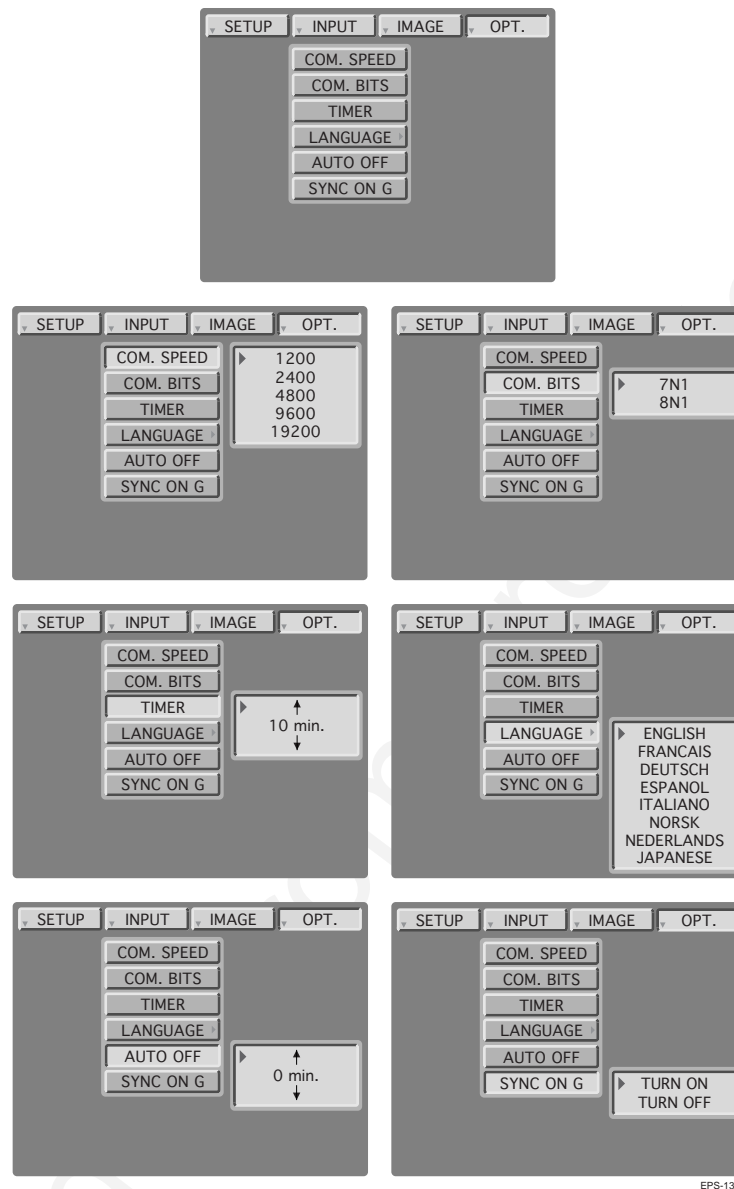 SETUP INPUT IMAGE OPT.
COM. SPEED
COM. BITS
TIMER
LANGUAGE
AUTO OFF
SYNC ON G
SETUP INPUT IMAGE OPT.
COM. SPEED
COM. BITS
TIMER
LANGUAGE
AUTO OFF
SYNC ON G
1200
2400
4800
9600
19200
SETUP INPUT IMAGE OPT.
COM. SPEED
COM. BITS
TIMER
LANGUAGE
AUTO OFF
SYNC ON G
7N1
8N1
SETUP INPUT IMAGE OPT.
COM. SPEED
COM. BITS
TIMER
LANGUAGE
AUTO OFF
SYNC ON G
10 min.
SETUP INPUT IMAGE OPT.
COM. SPEED
COM. BITS
TIMER
LANGUAGE
AUTO OFF
SYNC ON G
ENGLISH
FRANCAIS
DEUTSCH
ESPANOL
ITALIANO
NORSK
NEDERLANDS
JAPANESE
SETUP INPUT IMAGE OPT.
COM. SPEED
COM. BITS
TIMER
LANGUAGE
AUTO OFF
SYNC ON G
0 min.
SETUP INPUT IMAGE OPT.
COM. SPEED
COM. BITS
TIMER
LANGUAGE
AUTO OFF
SYNC ON G
TURN ON
TURN OFF
EPS-13